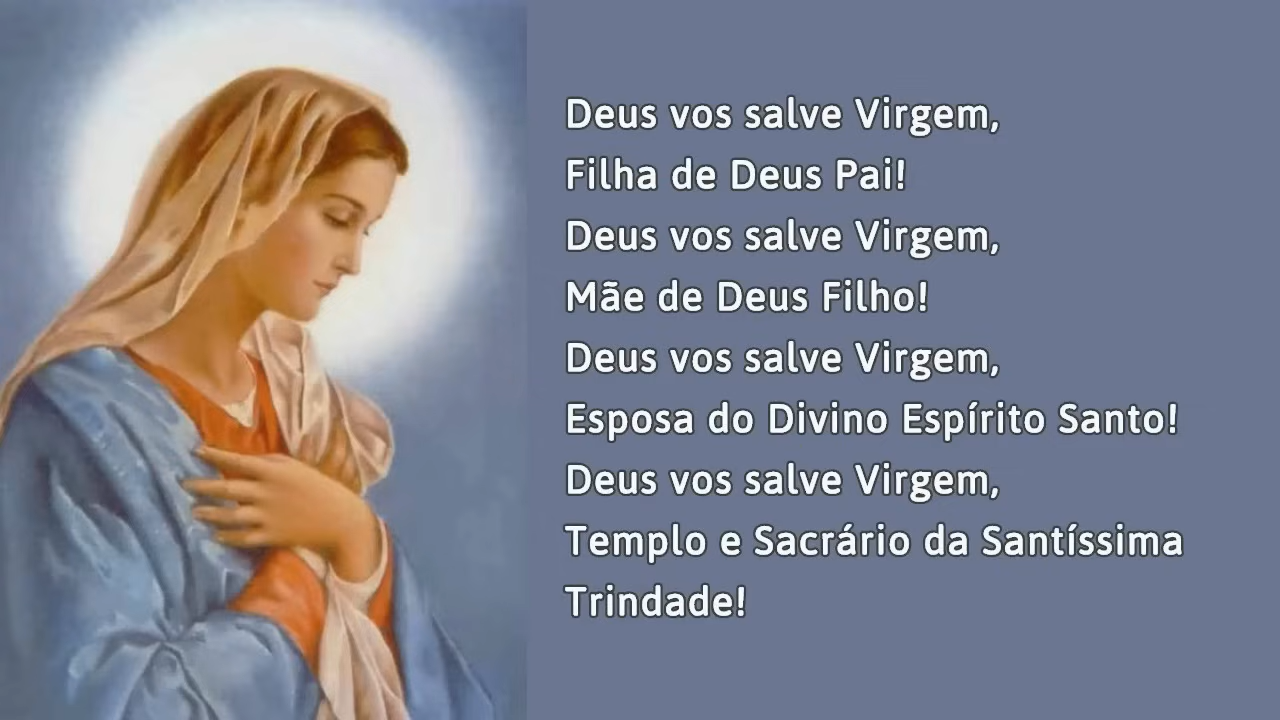 Deus vos salve Virgem,
Filha de Deus Pai!
Deus vos salve Virgem,
Mãe de Deus Filho!
Deus vos salve Virgem,
Esposa do Divino Espírito Santo!
Deus vos salve Virgem,
Templo e Sacrário da Santíssima
Trindade!